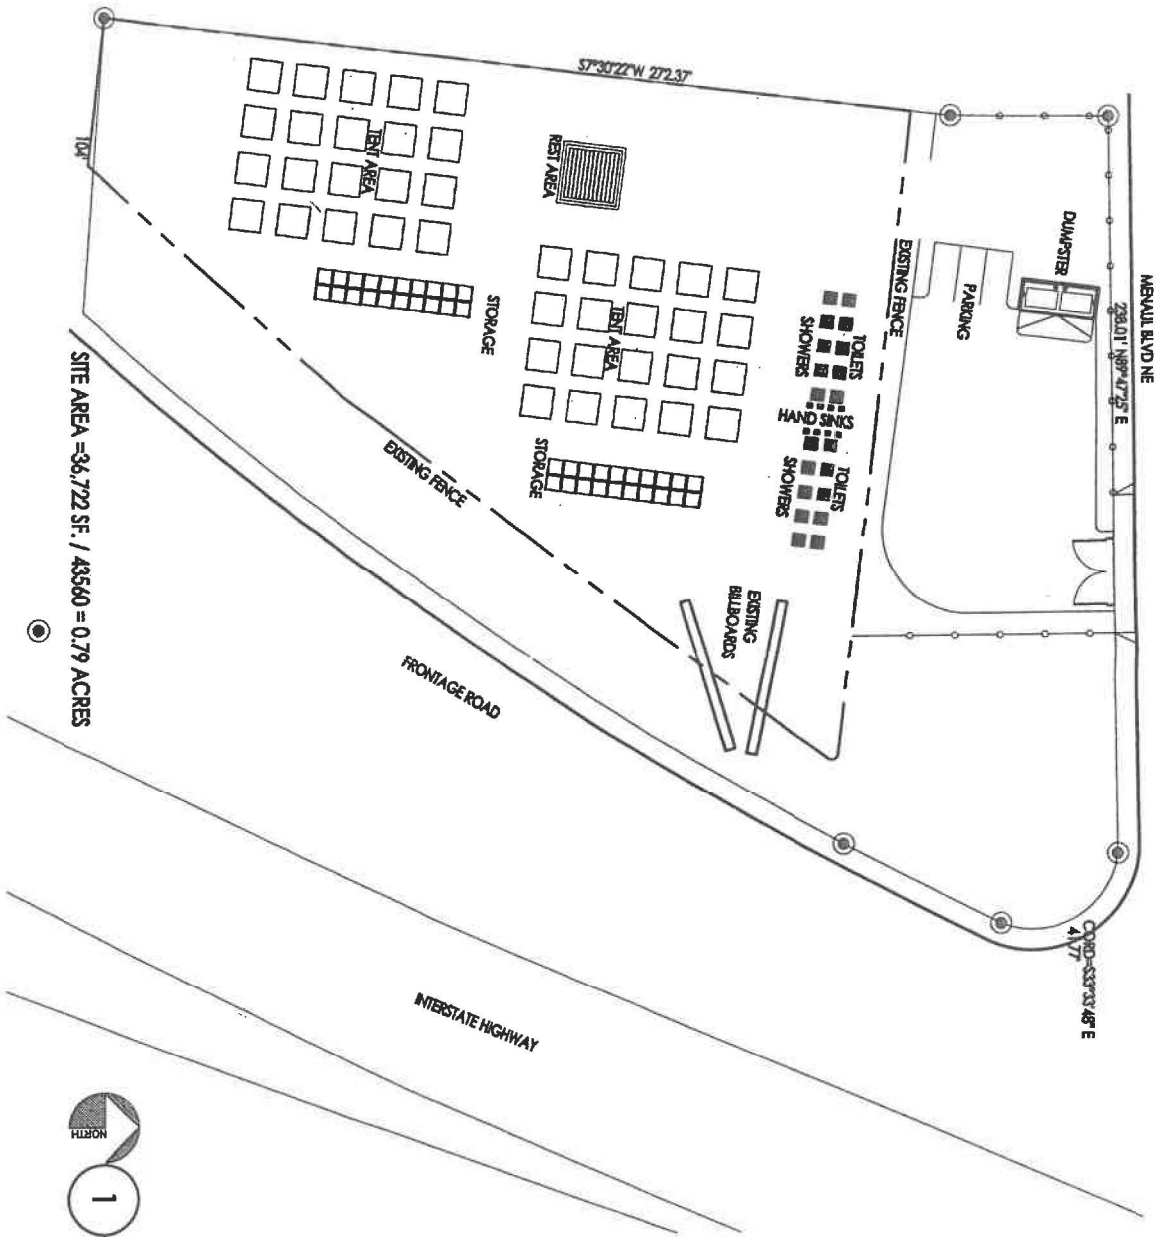 MENAUL BLVD NE
238.01' N89°47'25" E
S7°30'22"W 272.37'
DUMPSTER
PARKING
EXISTING FENCE
TOILETS
SHOWERS
HAND SINKS
TOILETS
SHOWERS
REST AREA
TENT AREA
TENT AREA
STORAGE
STORAGE
104'
EXISTING FENCE
EXISTING
BILLBOARDS
CORD=S33°33'48" E
41.77'
FRONTAGE ROAD
INTERSTATE HIGHWAY
SITE AREA =36,722 SF. / 43560 = 0.79 ACRES
NORTH
1